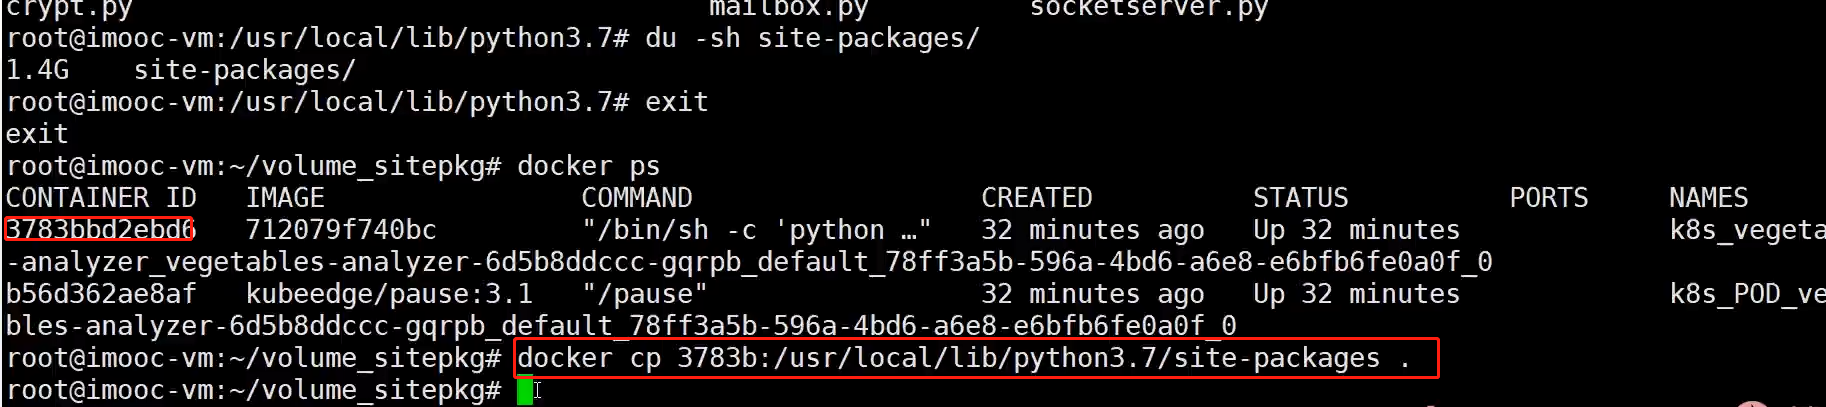 crypt.py mailbox.py socketserver.py
root@imooc-vm:/usr/local/lib/python3.7# du -sh site-packages/
1.4G site-packages/
root@imooc-vm:/usr/local/lib/python3.7# exit
exit
root@imooc-vm:~/volume_sitepkg# docker ps
CONTAINER ID IMAGE COMMAND CREATED STATUS PORTS NAMES
3783bbd2ebd6 712079f740bc "/bin/sh -c 'python …" 32 minutes ago Up 32 minutes k8s_vegeta
-analyzer_vegetables-analyzer-6d5b8ddccc-gqrpb_default_78ff3a5b-596a-4bd6-a6e8-e6bfb6fe0a0f_0
b56d362ae8af kubeedge/pause:3.1 "/pause" 32 minutes ago Up 32 minutes k8s_POD_ve
bles-analyzer-6d5b8ddccc-gqrpb_default_78ff3a5b-596a-4bd6-a6e8-e6bfb6fe0a0f_0
root@imooc-vm:~/volume_sitepkg# docker cp 3783b:/usr/local/lib/python3.7/site-packages .
root@imooc-vm:~/volume_sitepkg#